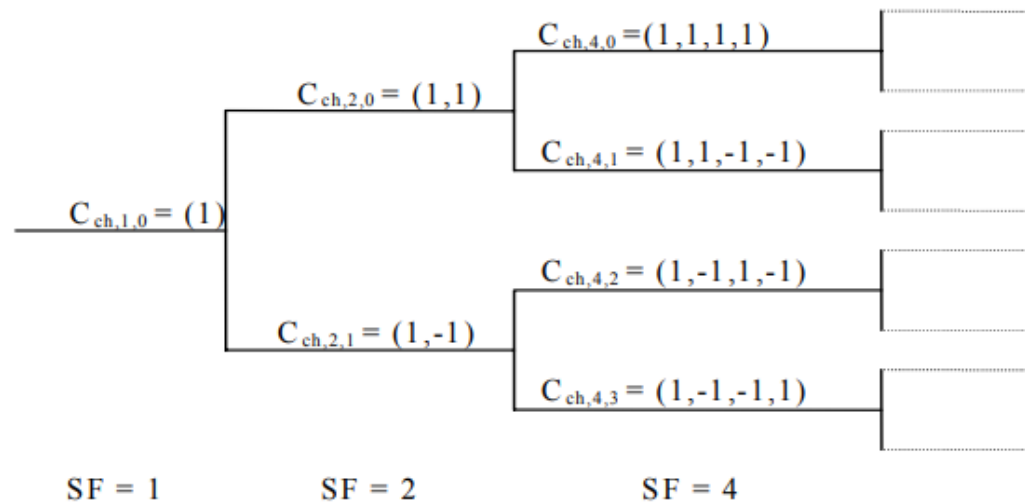 C ch,4,0 =(1,1,1,1)
C ch,2,0 = (1,1)
C ch,4,1 = (1,1,-1,-1)
C ch,1,0 = (1)
C ch,4,2 = (1,-1,1,-1)
C ch,2,1 = (1,-1)
C ch,4,3 = (1,-1,-1,1)
SF = 1 SF = 2 SF = 4